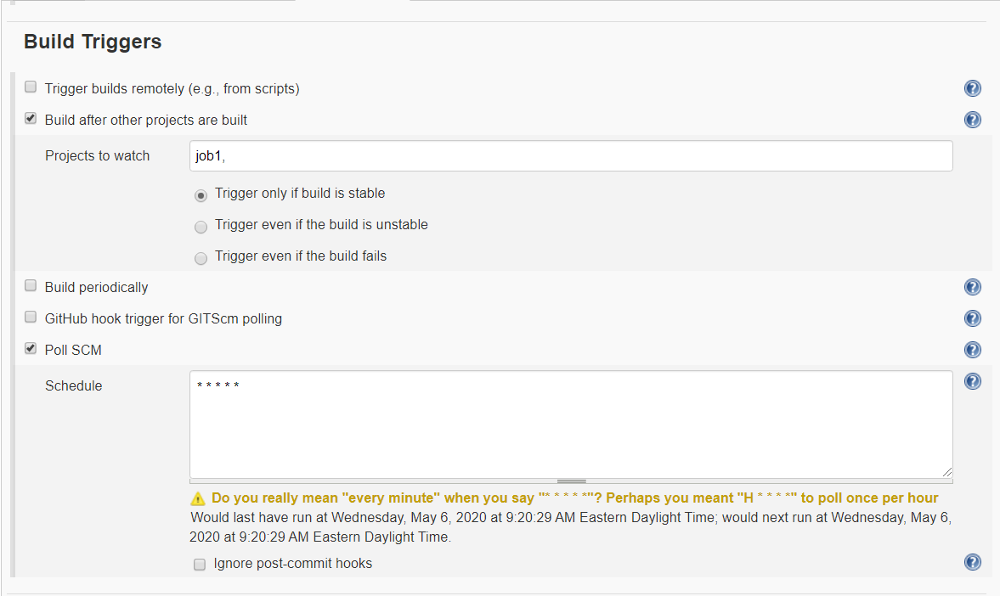 Build Triggers
Trigger builds remotely (e.g., from scripts)
Build after other projects are built
Projects to watch job1,
Trigger only if build is stable
Trigger even if the build is unstable
Trigger even if the build fails
Build periodically
GitHub hook trigger for GITScm polling
Poll SCM
Schedule * * * * *
Do you really mean "every minute" when you say "* * * * *"? Perhaps you meant "H * * * *" to poll once per hour
Would last have run at Wednesday, May 6, 2020 at 9:20:29 AM Eastern Daylight Time; would next run at Wednesday, May 6,
2020 at 9:20:29 AM Eastern Daylight Time.
Ignore post-commit hooks